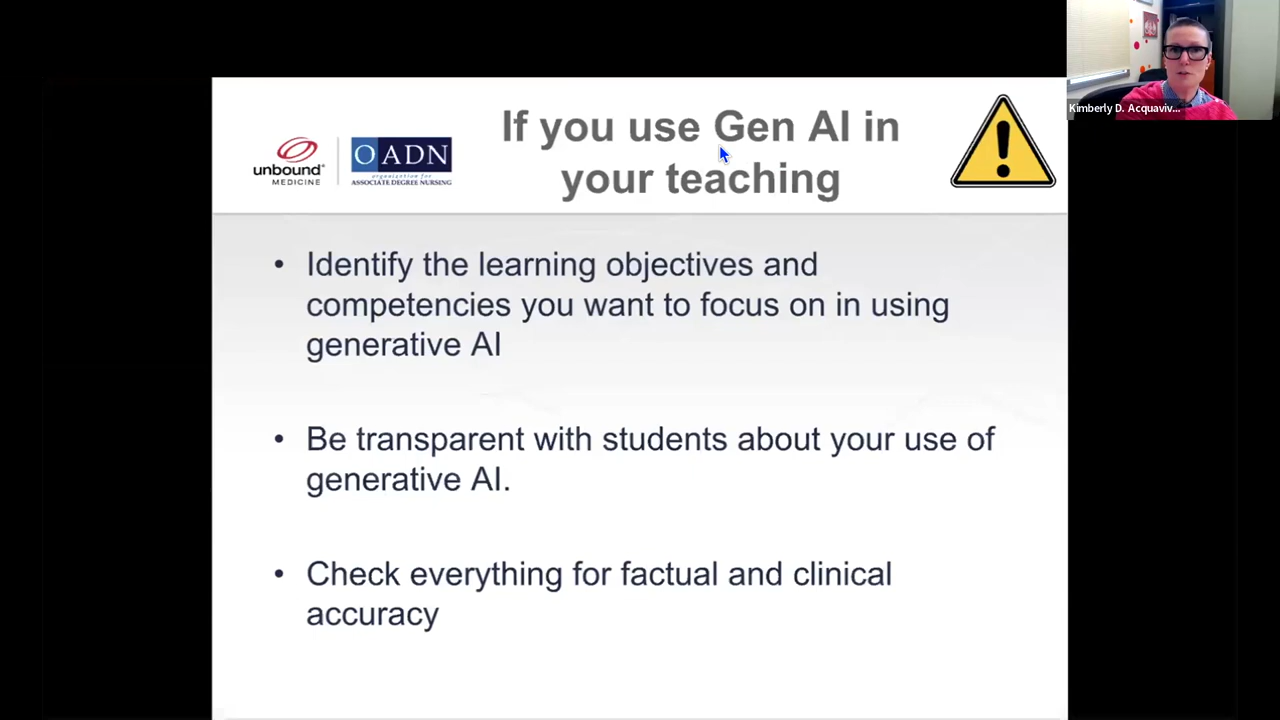 Kimberly D. Acquaviv...
If you use Gen AI in
your teaching
unbound®
MEDICINE
OADN
organization for
ASSOCIATE DEGREE NURSING
• Identify the learning objectives and
competencies you want to focus on in using
generative AI
• Be transparent with students about your use of
generative AI.
• Check everything for factual and clinical
accuracy